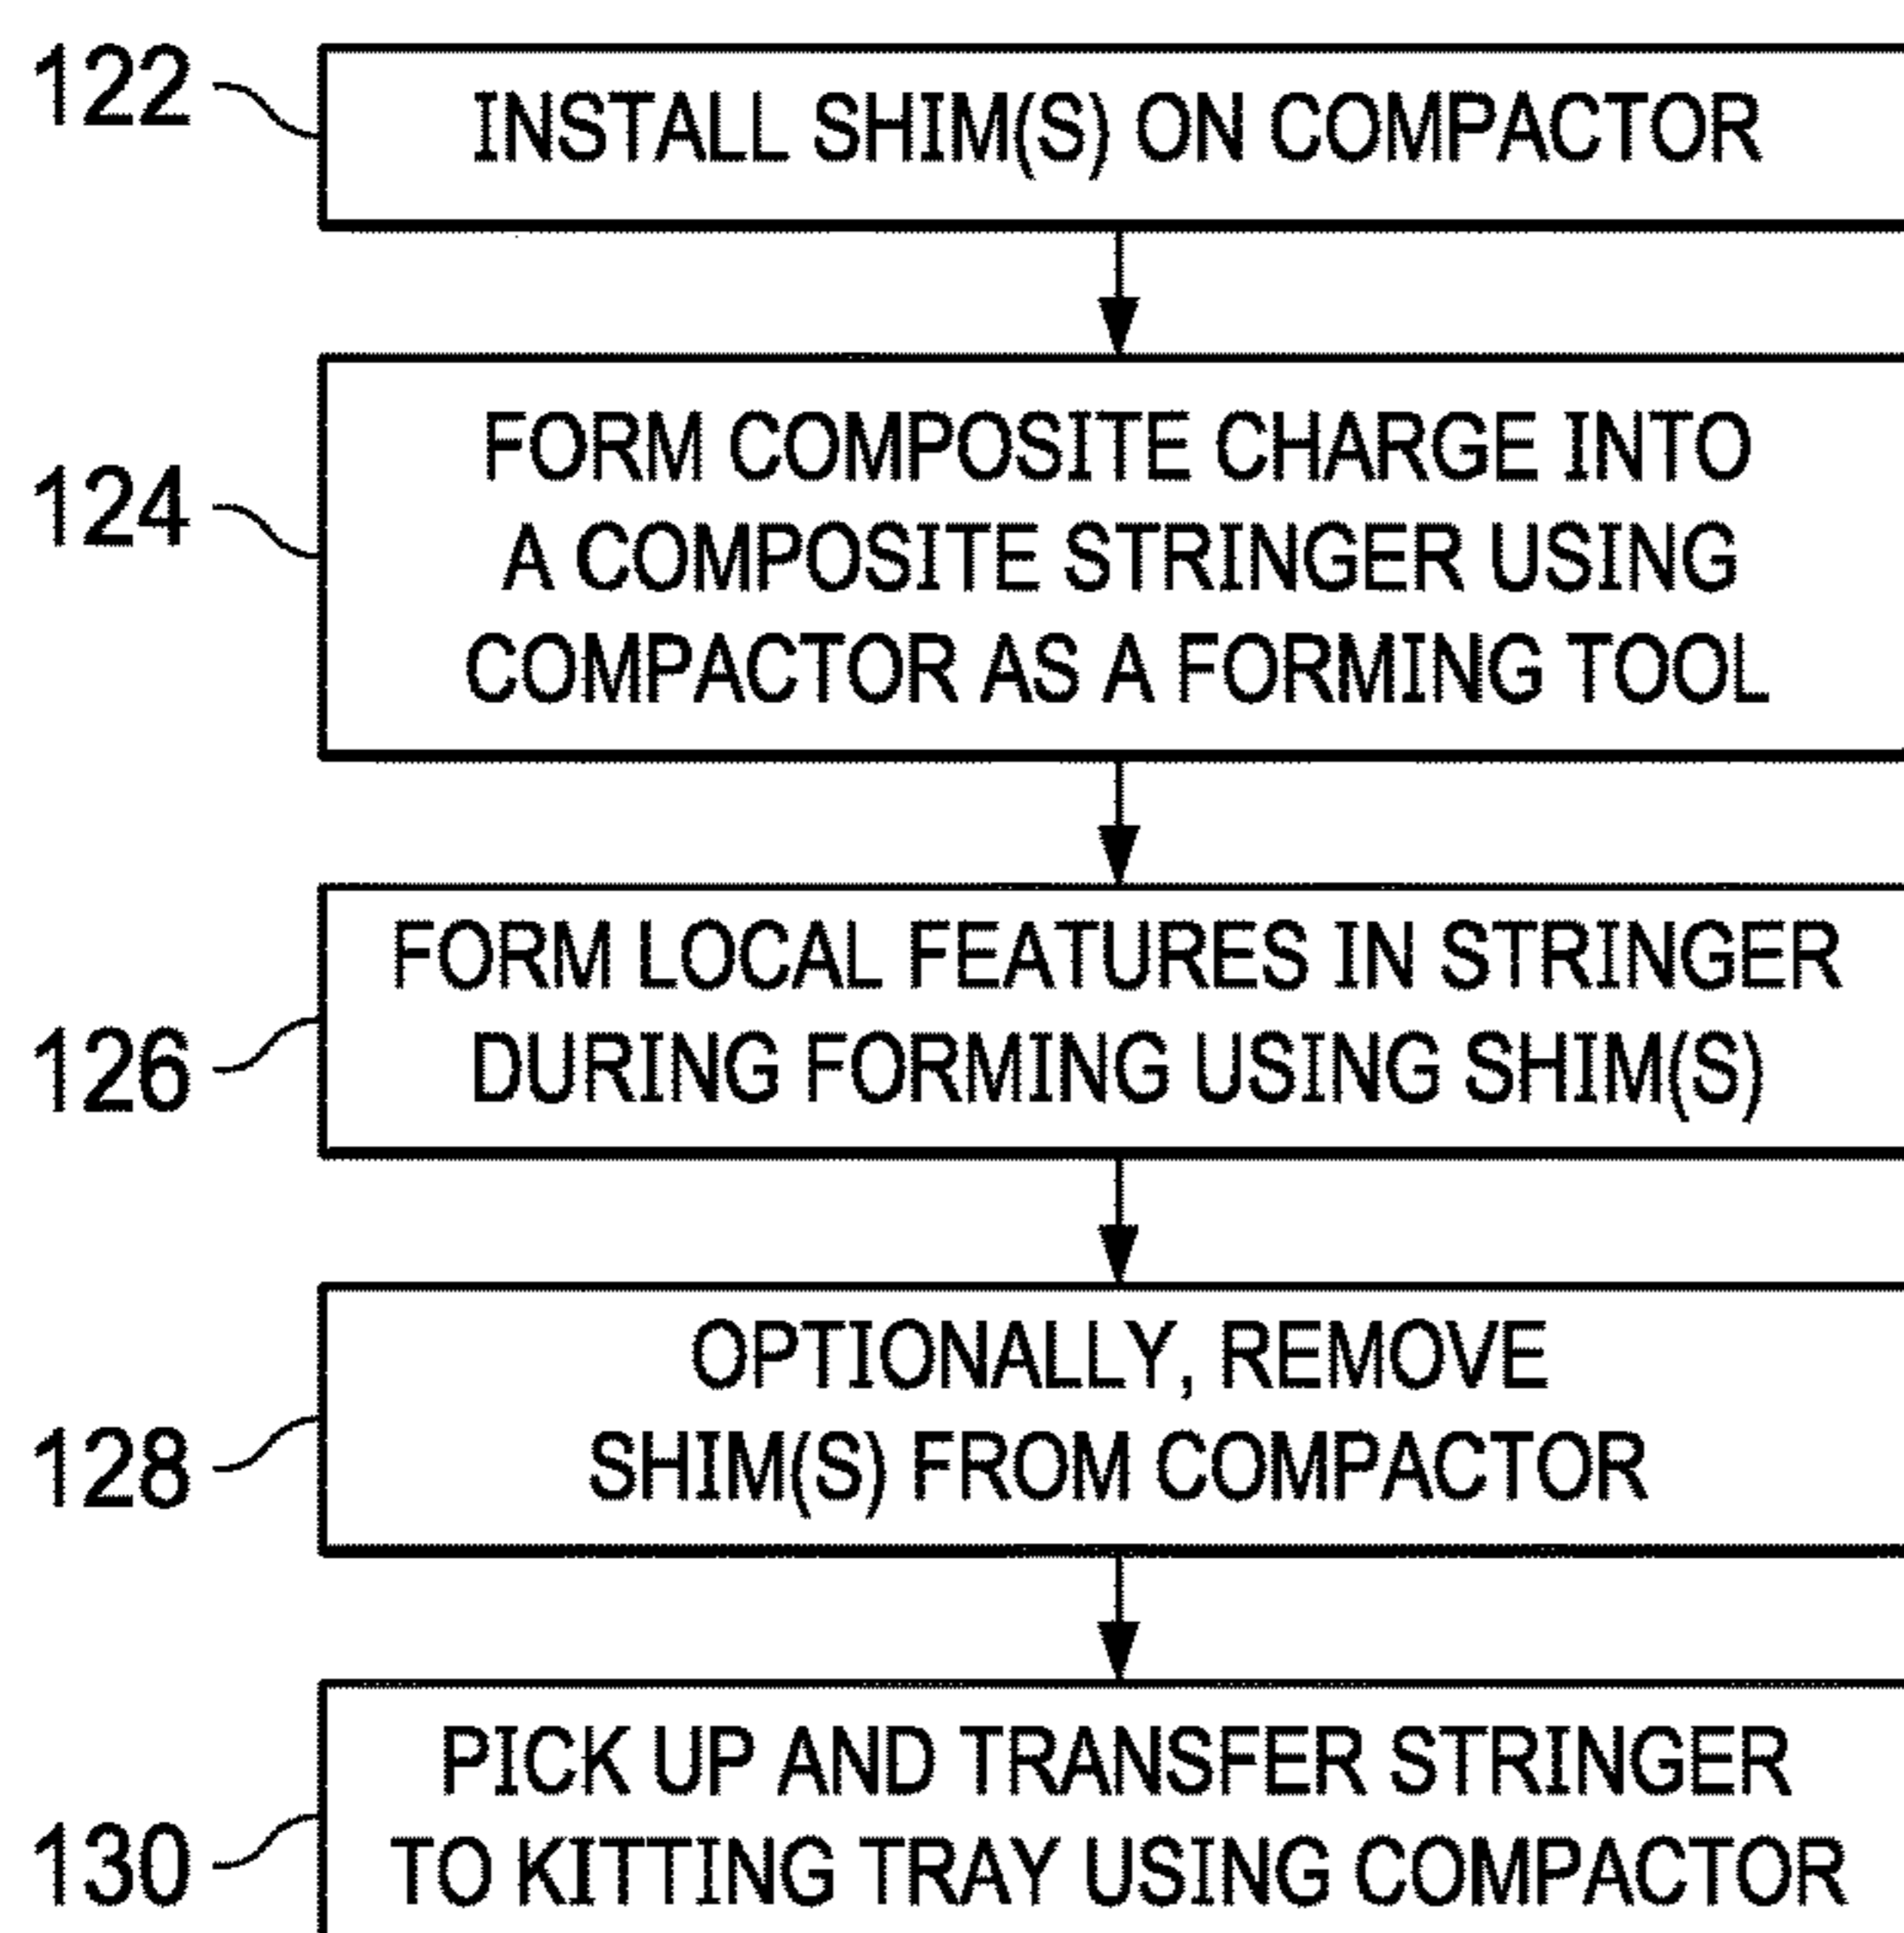 122
INSTALL SHIM(S) ON COMPACTOR
124
FORM COMPOSITE CHARGE INTO
A COMPOSITE STRINGER USING
COMPACTOR AS A FORMING TOOL
126
FORM LOCAL FEATURES IN STRINGER
DURING FORMING USING SHIM(S)
128
OPTIONALLY, REMOVE
SHIM(S) FROM COMPACTOR
130
PICK UP AND TRANSFER STRINGER
TO KITTING TRAY USING COMPACTOR